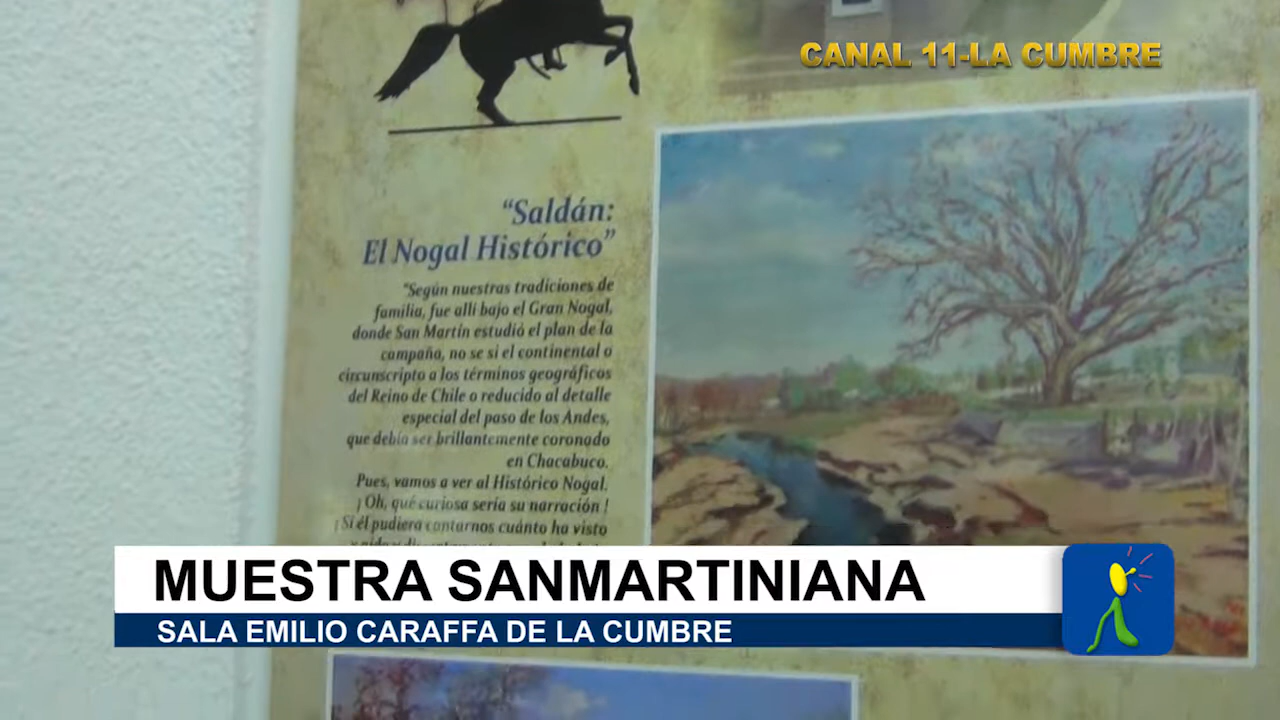 CANAL 11-LA CUMBRE
“Saldán:
El Nogal Histórico”
"Según nuestras tradiciones de
familia, fue allí bajo el Gran Nogal,
donde San Martín estudió el plan de la
campaña, no se si el continental o
circunscripto a los términos geográficos
del Reino de Chile o reducido al detalle
especial del paso de los Andes,
que debía ser brillantemente coronado
en Chacabuco.
Pues, vamos a ver al Histórico Nogal.
¡Oh, qué curiosa sería su narración !
¡Si él pudiera contarnos cuánto ha visto
MUESTRA SANMARTINIANA
SALA EMILIO CARAFFA DE LA CUMBRE